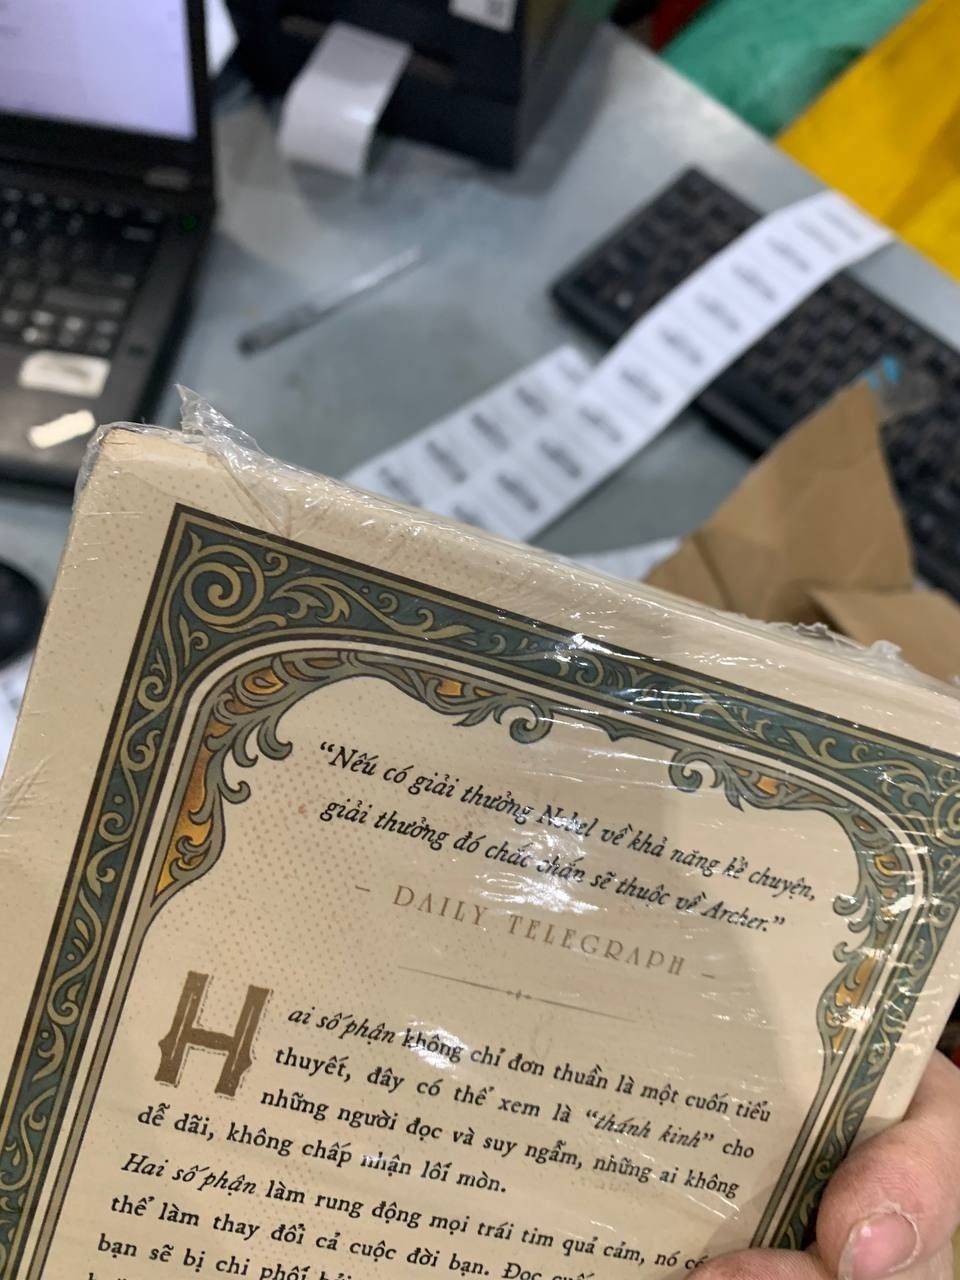 “Nếu có giải thưởng Nobel về khả năng kể chuyện,
giải thưởng đó chắc chắn sẽ thuộc về Archer.”
– DAILY TELEGRAPH –
Hai số phận không chỉ đơn thuần là một cuốn tiểu
thuyết, đây có thể xem là “thánh kinh” cho
những người đọc và suy ngẫm, những ai không
dễ dãi, không chấp nhận lối mòn.
Hai số phận làm rung động mọi trái tim quả cảm, nó có
thể làm thay đổi cả cuộc đời bạn. Đọc
bạn sẽ bị chi phối